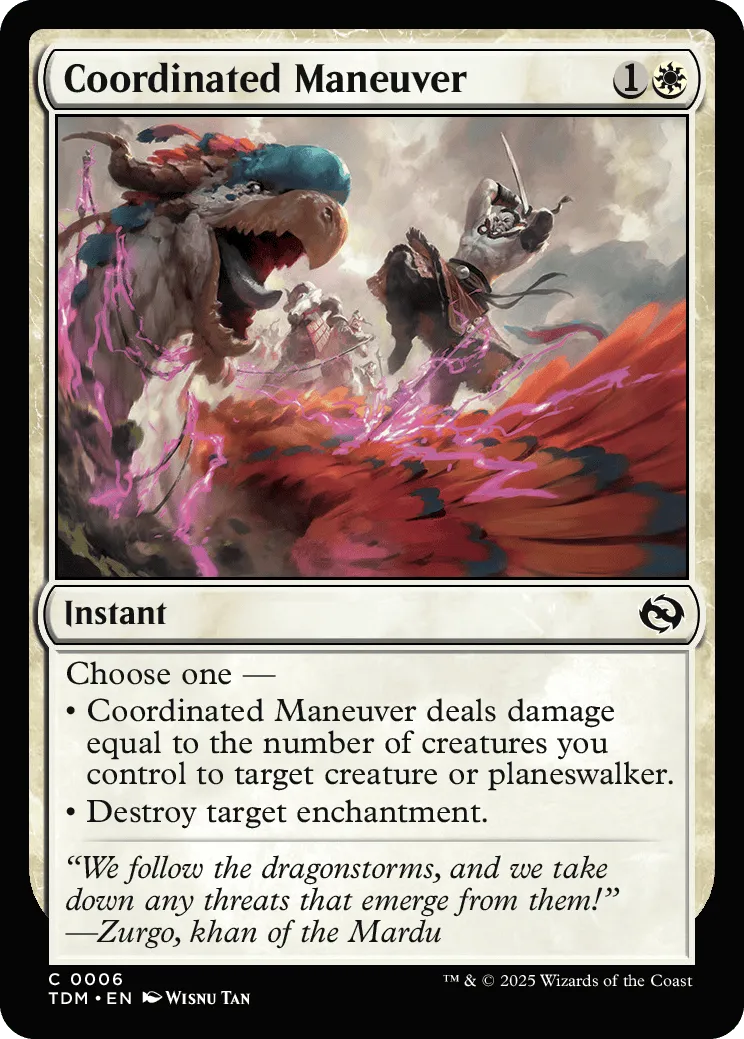 Coordinated Maneuver 1
Instant
Choose one —
• Coordinated Maneuver deals damage
equal to the number of creatures you
control to target creature or planeswalker.
• Destroy target enchantment.
“We follow the dragonstorms, and we take
down any threats that emerge from them!”
—Zurgo, khan of the Mardu
C 0006
TDM • EN Wisnu Tan
™ & © 2025 Wizards of the Coast